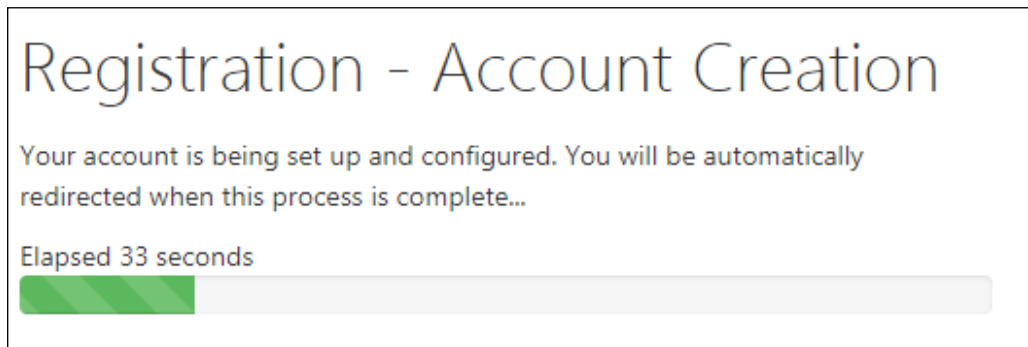 Registration - Account Creation
Your account is being set up and configured. You will be automatically
redirected when this process is complete...
Elapsed 33 seconds